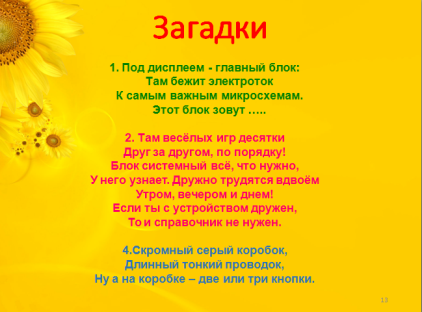 Загадки
1. Под дисплеем - главный блок:
Там бежит электроток
К самым важным микросхемам.
Этот блок зовут …..
2. Там весёлых игр десятки
Друг за другом, по порядку!
Блок системный всё, что нужно,
У него узнает. Дружно трудятся вдвоём
Утром, вечером и днем!
Если ты с устройством дружен,
То и справочник не нужен.
4.Скромный серый коробок,
Длинный тонкий проводок,
Ну а на коробке – две или три кнопки.
13